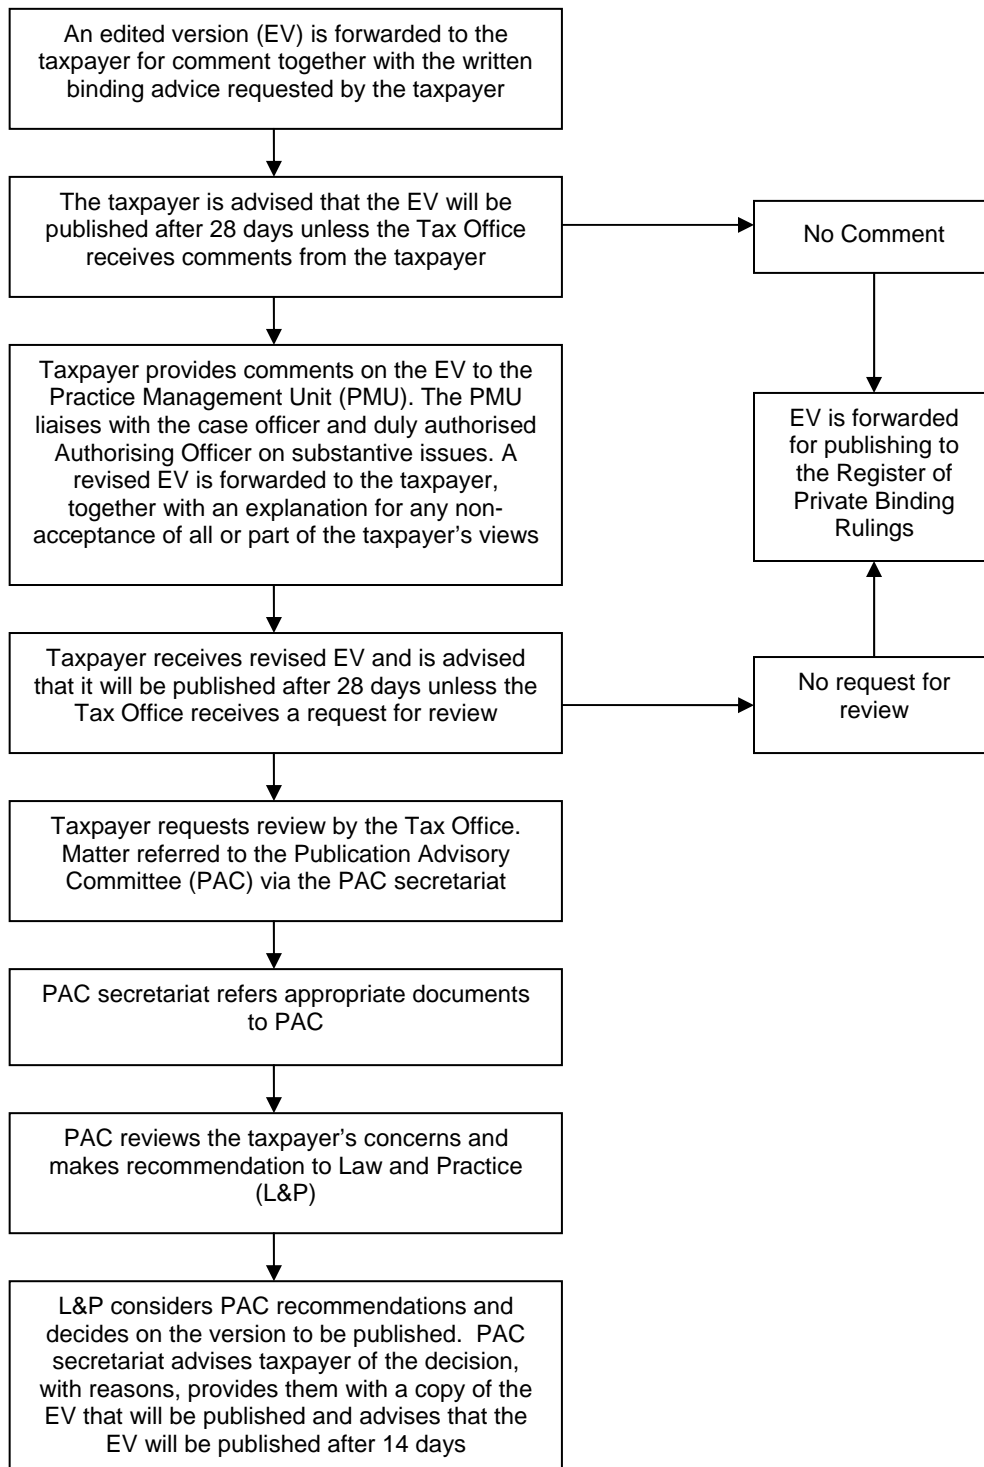 An edited version (EV) is forwarded to the
taxpayer for comment together with the written
binding advice requested by the taxpayer
The taxpayer is advised that the EV will be
published after 28 days unless the Tax Office
receives comments from the taxpayer
No Comment
Taxpayer provides comments on the EV to the
Practice Management Unit (PMU). The PMU
liaises with the case officer and duly authorised
Authorising Officer on substantive issues. A
revised EV is forwarded to the taxpayer,
together with an explanation for any non-
acceptance of all or part of the taxpayer’s views
EV is forwarded
for publishing to
the Register of
Private Binding
Rulings
Taxpayer receives revised EV and is advised
that it will be published after 28 days unless the
Tax Office receives a request for review
No request for
review
Taxpayer requests review by the Tax Office.
Matter referred to the Publication Advisory
Committee (PAC) via the PAC secretariat
PAC secretariat refers appropriate documents
to PAC
PAC reviews the taxpayer’s concerns and
makes recommendation to Law and Practice
(L&P)
L&P considers PAC recommendations and
decides on the version to be published.  PAC
secretariat advises taxpayer of the decision,
with reasons, provides them with a copy of the
EV that will be published and advises that the
EV will be published after 14 days